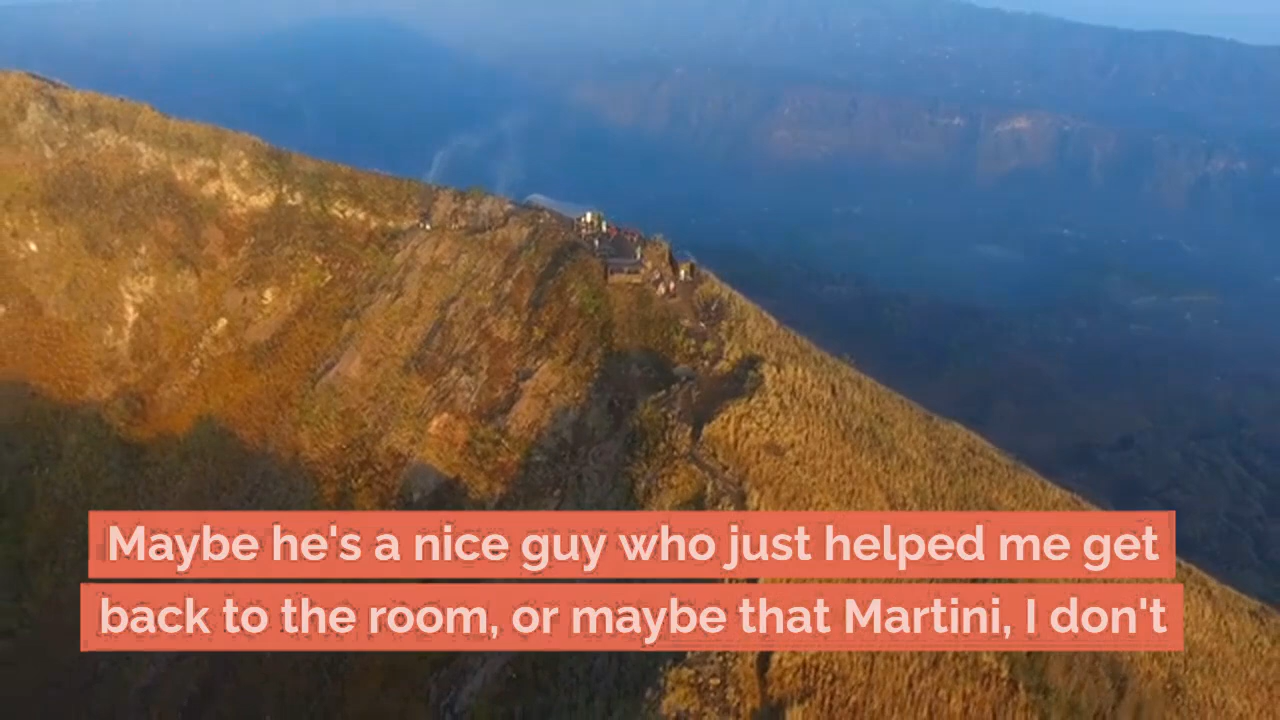 Maybe he's a nice guy who just helped me get
back to the room, or maybe that Martini, I don't